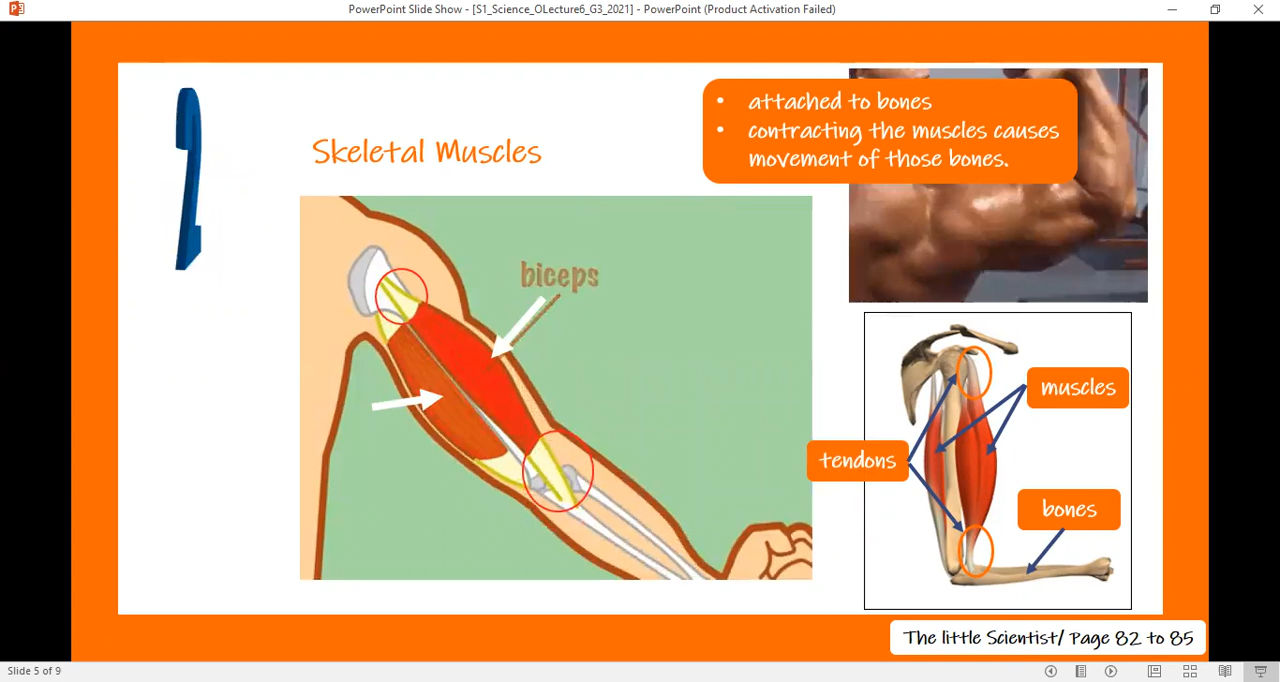 PowerPoint Slide Show - [S1_Science_OLecture6_G3_2021] - PowerPoint (Product Activation Failed)
2
Skeletal Muscles
• attached to bones
• contracting the muscles causes
movement of those bones.
biceps
muscles
tendons
bones
The little Scientist/ Page 82 to 85
Slide 5 of 9